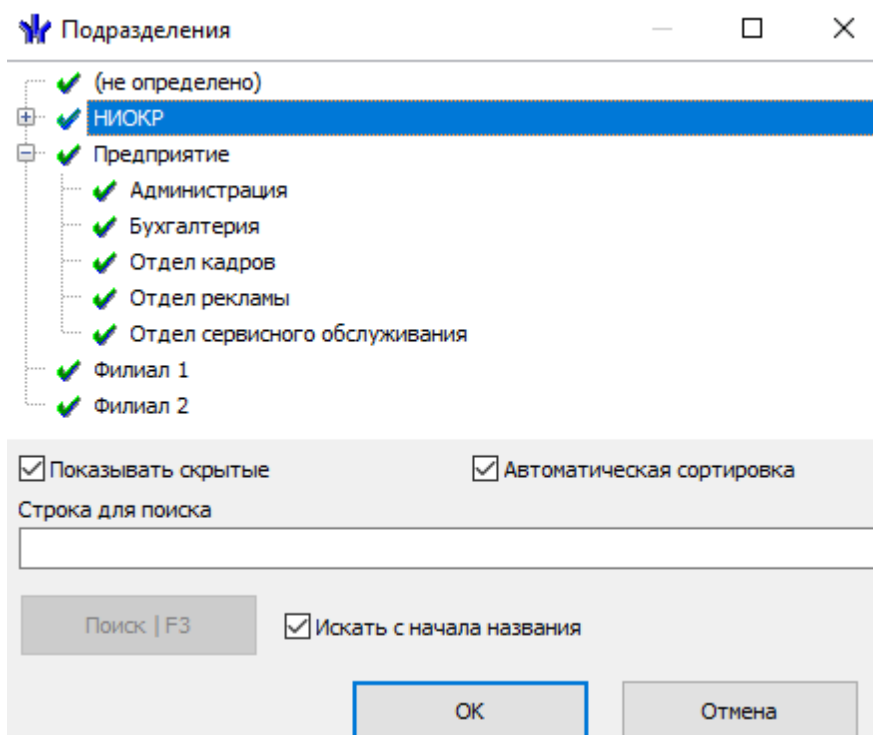 Подразделения
(не определено)
НИОКР
Предприятие
Администрация
Бухгалтерия
Отдел кадров
Отдел рекламы
Отдел сервисного обслуживания
Филиал 1
Филиал 2
Показывать скрытые Автоматическая сортировка
Строка для поиска
Поиск | F3 Искать с начала названия
ОК Отмена